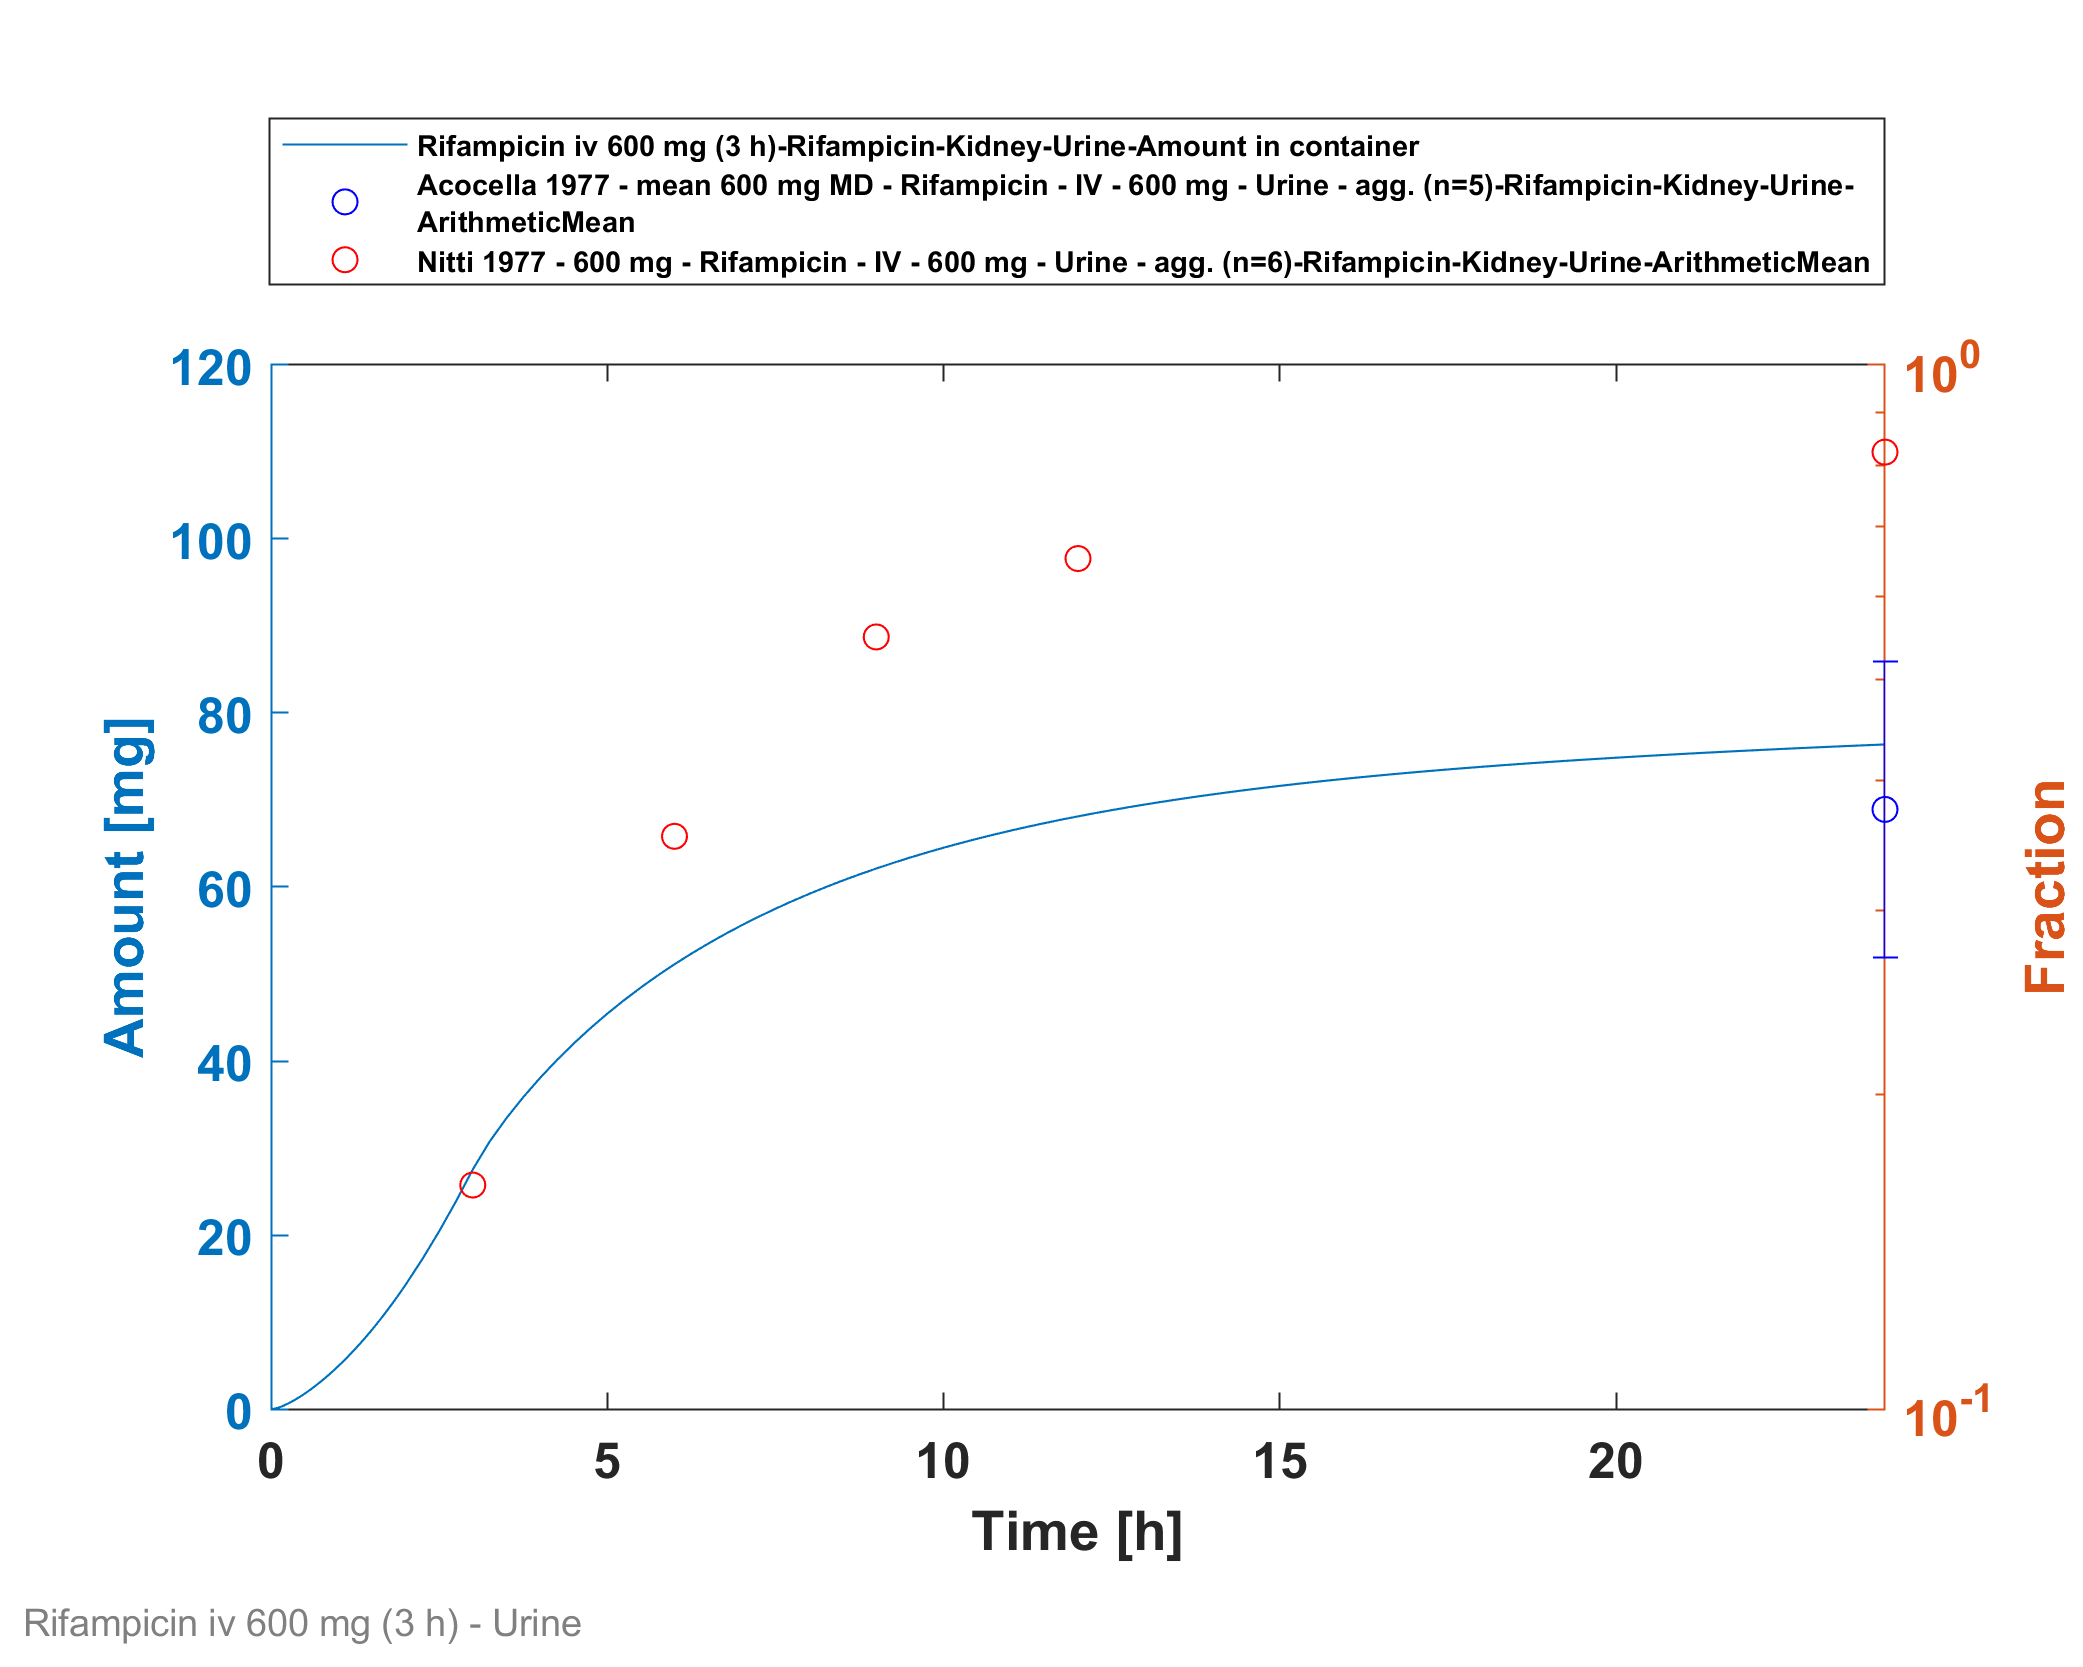 Rifampicin iv 600 mg (3 h)-Rifampicin-Kidney-Urine-Amount in container
Acocella 1977 - mean 600 mg MD - Rifampicin - IV - 600 mg - Urine - agg. (n=5)-Rifampicin-Kidney-Urine-
ArithmeticMean
Nitti 1977 - 600 mg - Rifampicin - IV - 600 mg - Urine - agg. (n=6)-Rifampicin-Kidney-Urine-ArithmeticMean
120
100
80
60
40
20
0
Amount [mg]
10^0
10^-1
Fraction
0 5 10 15 20
Time [h]
Rifampicin iv 600 mg (3 h) - Urine